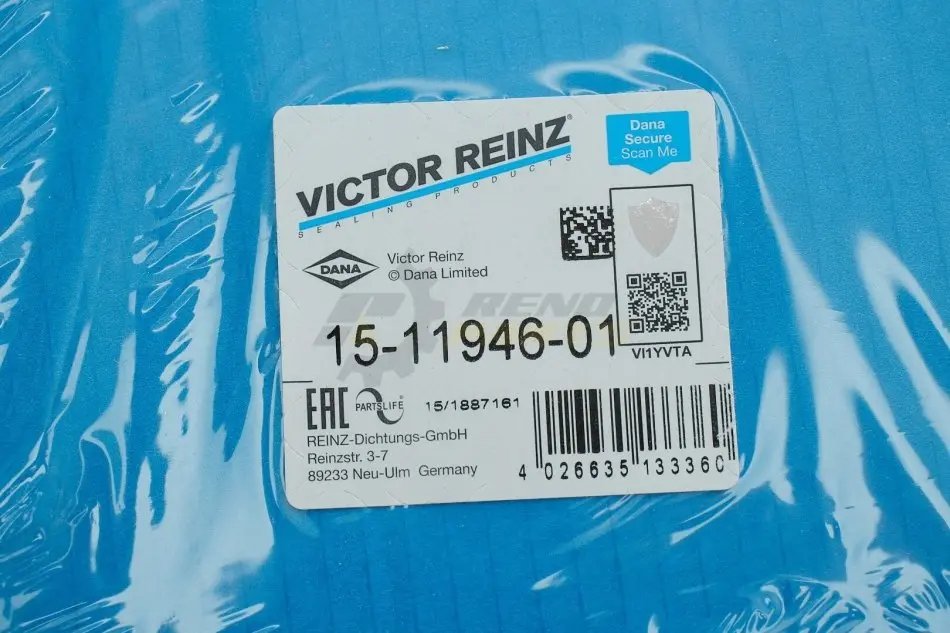 VICTOR REINZ®
SEALING PRODUCTS
Dana
Secure
Scan Me
DANA
Victor Reinz
© Dana Limited
RENO
15-11946-01
VI1YVTA
EAC
PARTSLIFE
15/1887161
REINZ-Dichtungs-GmbH
Reinzstr. 3-7
89233 Neu-Ulm Germany
4 026635 133360